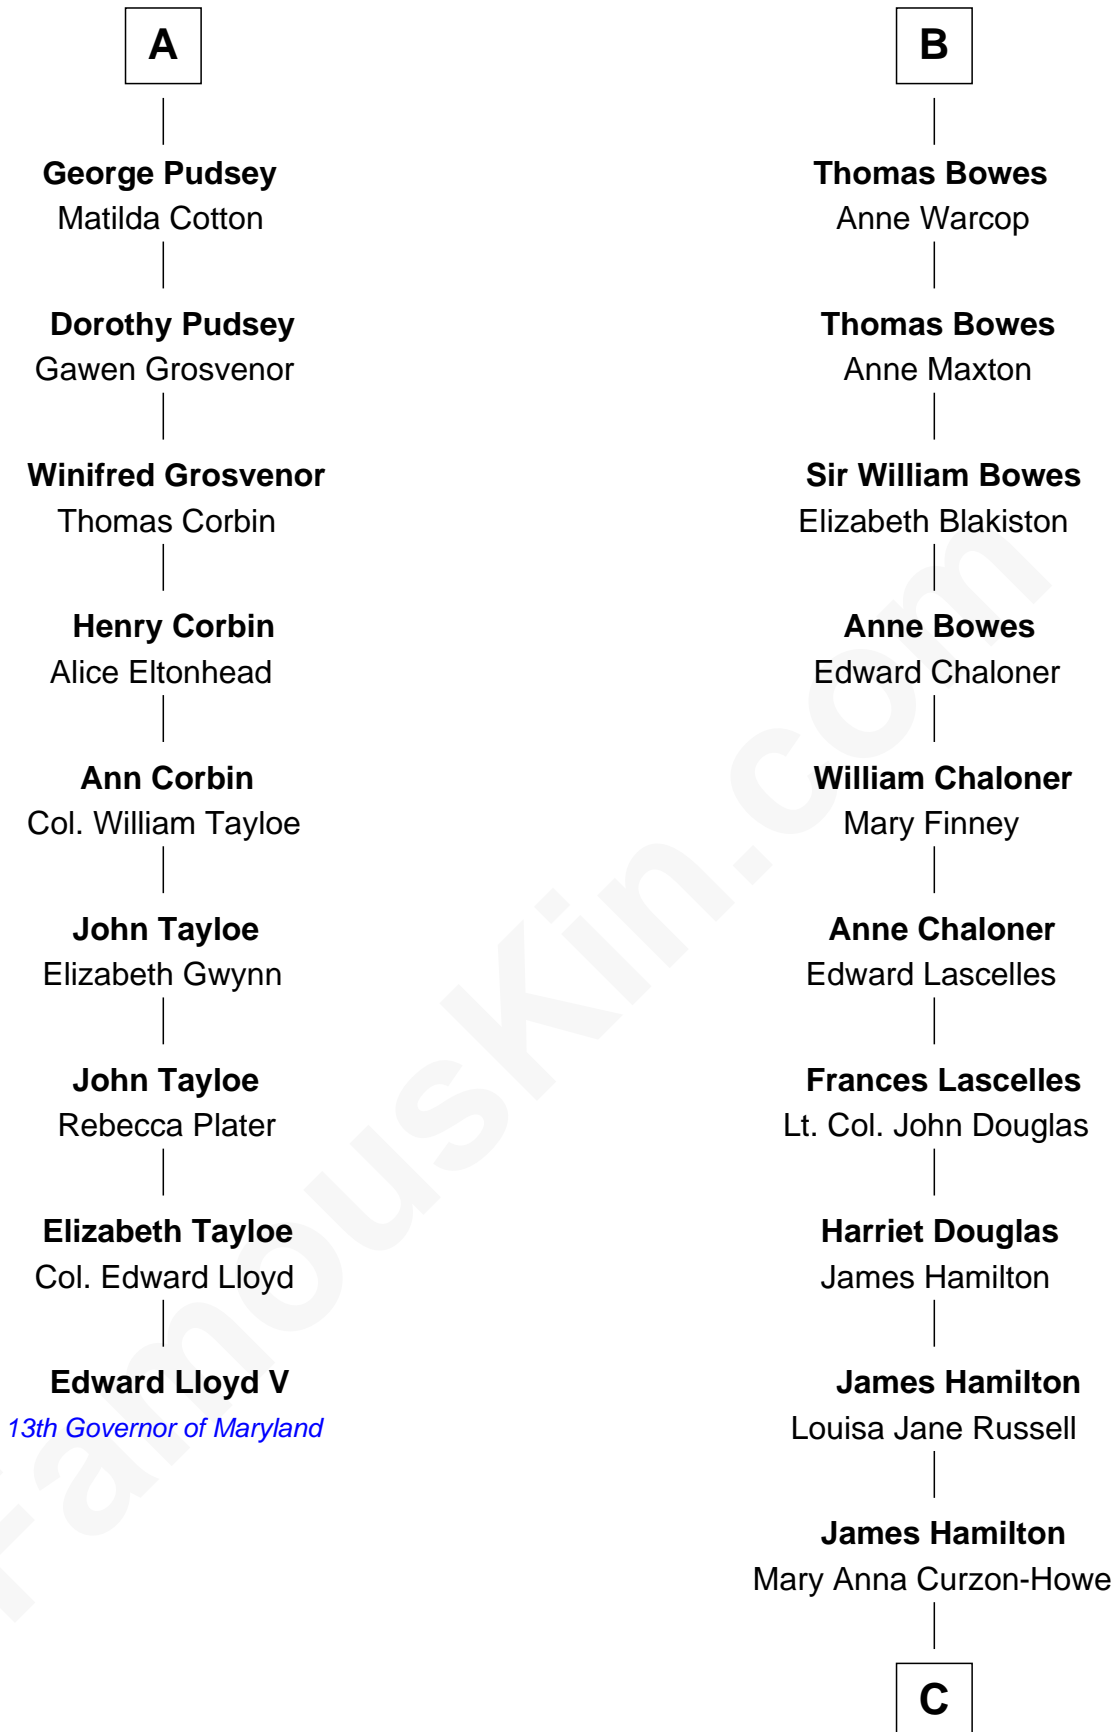 A
George Pudsey
Matilda Cotton
Dorothy Pudsey
Gawen Grosvenor
Winifred Grosvenor
Thomas Corbin
Henry Corbin
Alice Eltonhead
Ann Corbin
Col. William Tayloe
John Tayloe
Elizabeth Gwynn
John Tayloe
Rebecca Plater
Elizabeth Tayloe
Col. Edward Lloyd
Edward Lloyd V
13th Governor of Maryland
B
Thomas Bowes
Anne Warcop
Thomas Bowes
Anne Maxton
Sir William Bowes
Elizabeth Blakiston
Anne Bowes
Edward Chaloner
William Chaloner
Mary Finney
Anne Chaloner
Edward Lascelles
Frances Lascelles
Lt. Col. John Douglas
Harriet Douglas
James Hamilton
James Hamilton
Louisa Jane Russell
James Hamilton
Mary Anna Curzon-Howe
C
FamousKin.com